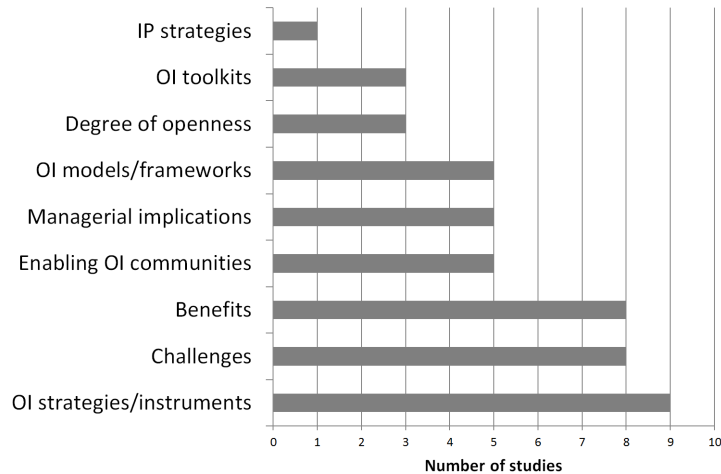 IP strategies
OI toolkits
Degree of openness
OI models/frameworks
Managerial implications
Enabling OI communities
Benefits
Challenges
OI strategies/instruments
0 1 2 3 4 5 6 7 8 9 10
Number of studies